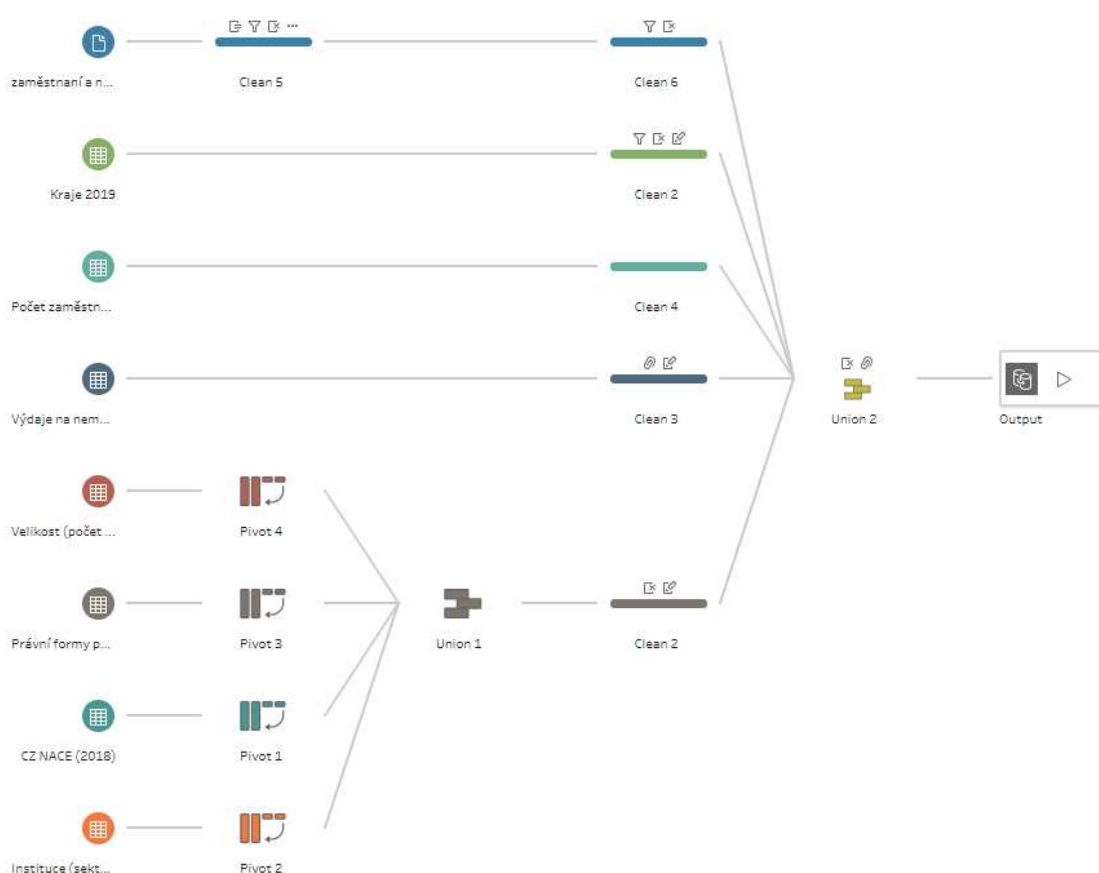 zaměstnaní a n...
Clean 5
Clean 6
Kraje 2019
Clean 2
Počet zaměstn...
Clean 4
Výdaje na nem...
Clean 3
Union 2
Output
Velikost (počet ...
Pivot 4
Právní formy p...
Pivot 3
Union 1
Clean 2
CZ NACE (2018)
Pivot 1
Instituce (sekt...
Pivot 2